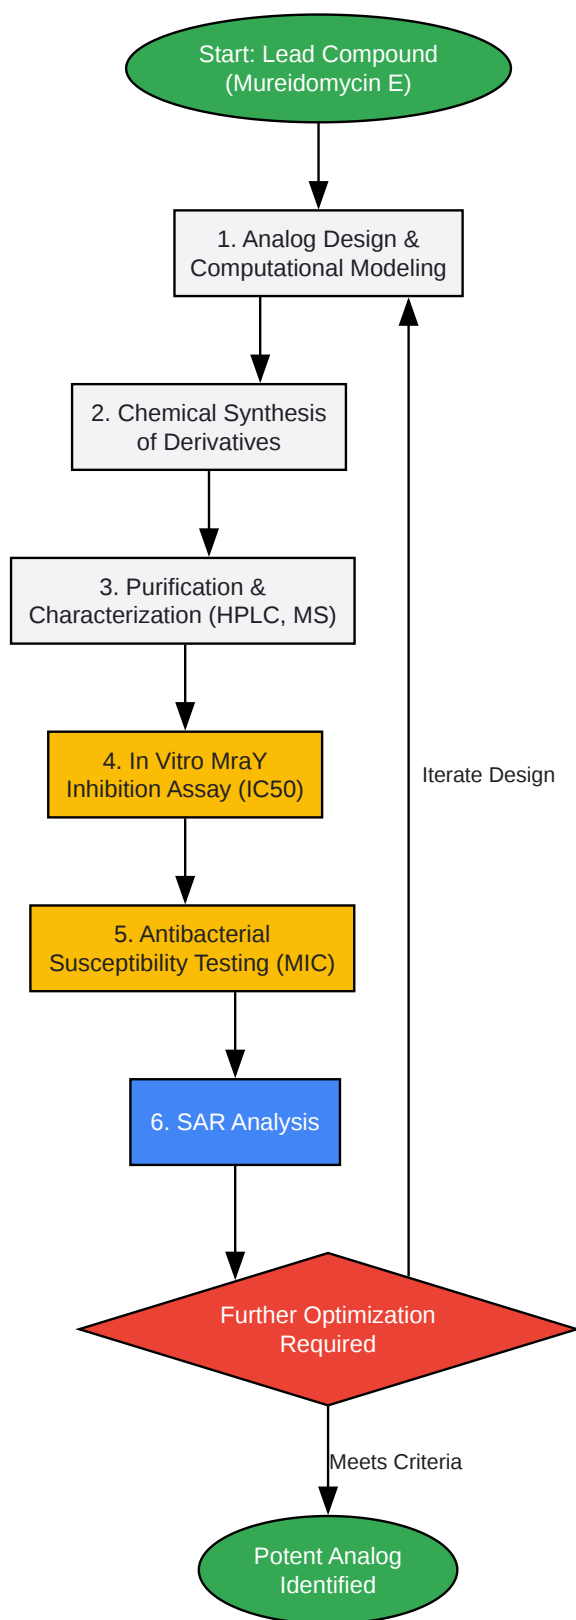 Start: Lead Compound
(Mureidomycin E)
1. Analog Design &
Computational Modeling
2. Chemical Synthesis
of Derivatives
3. Purification &
Characterization (HPLC, MS)
4. In Vitro MraY
Inhibition Assay (IC50)
Iterate Design
5. Antibacterial
Susceptibility Testing (MIC)
6. SAR Analysis
Further Optimization
Required
Meets Criteria
Potent Analog
Identified